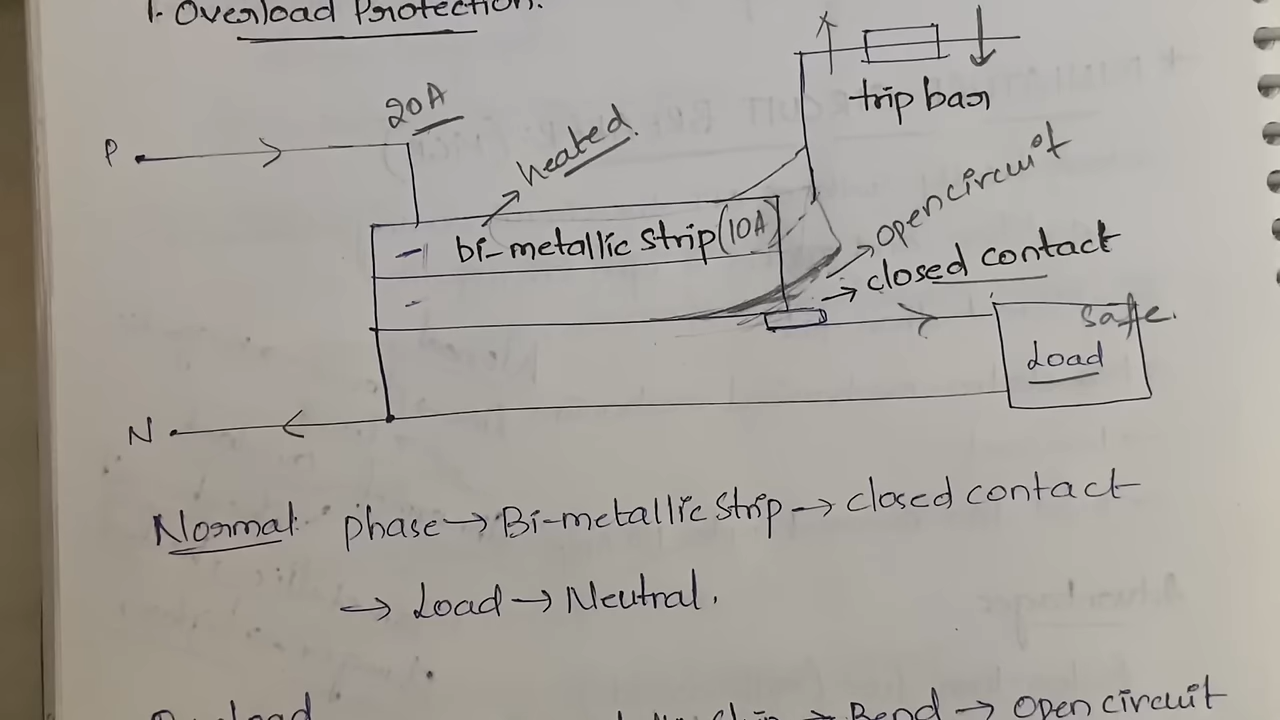 1. Overload Protection.
20A
P
heated.
trip bar
bi-metallic strip (10A)
open circuit
closed contact
safe.
Load
N
Normal: phase → Bi-metallic strip → closed contact
→ Load → Neutral.
Bend → Open circuit